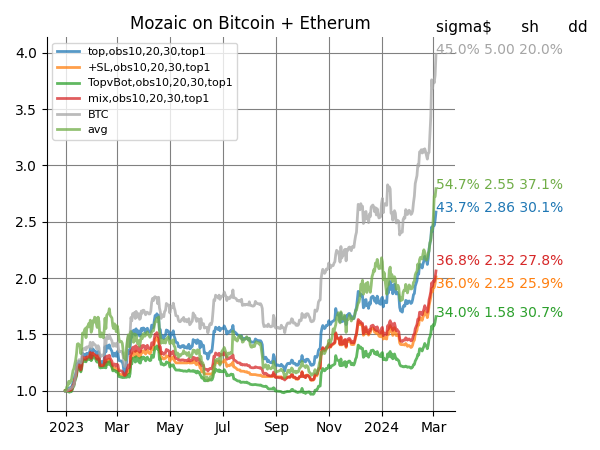 Mozaic on Bitcoin + Etherum
sigma$ sh dd
45.0% 5.00 20.0%
4.0
top,obs10,20,30,top1
+SL,obs10,20,30,top1
TopvBot,obs10,20,30,top1
mix,obs10,20,30,top1
BTC
avg
3.5
3.0
54.7% 2.55 37.1%
43.7% 2.86 30.1%
2.5
36.8% 2.32 27.8%
2.0
36.0% 2.25 25.9%
34.0% 1.58 30.7%
1.5
1.0
2023 Mar May Jul Sep Nov 2024 Mar